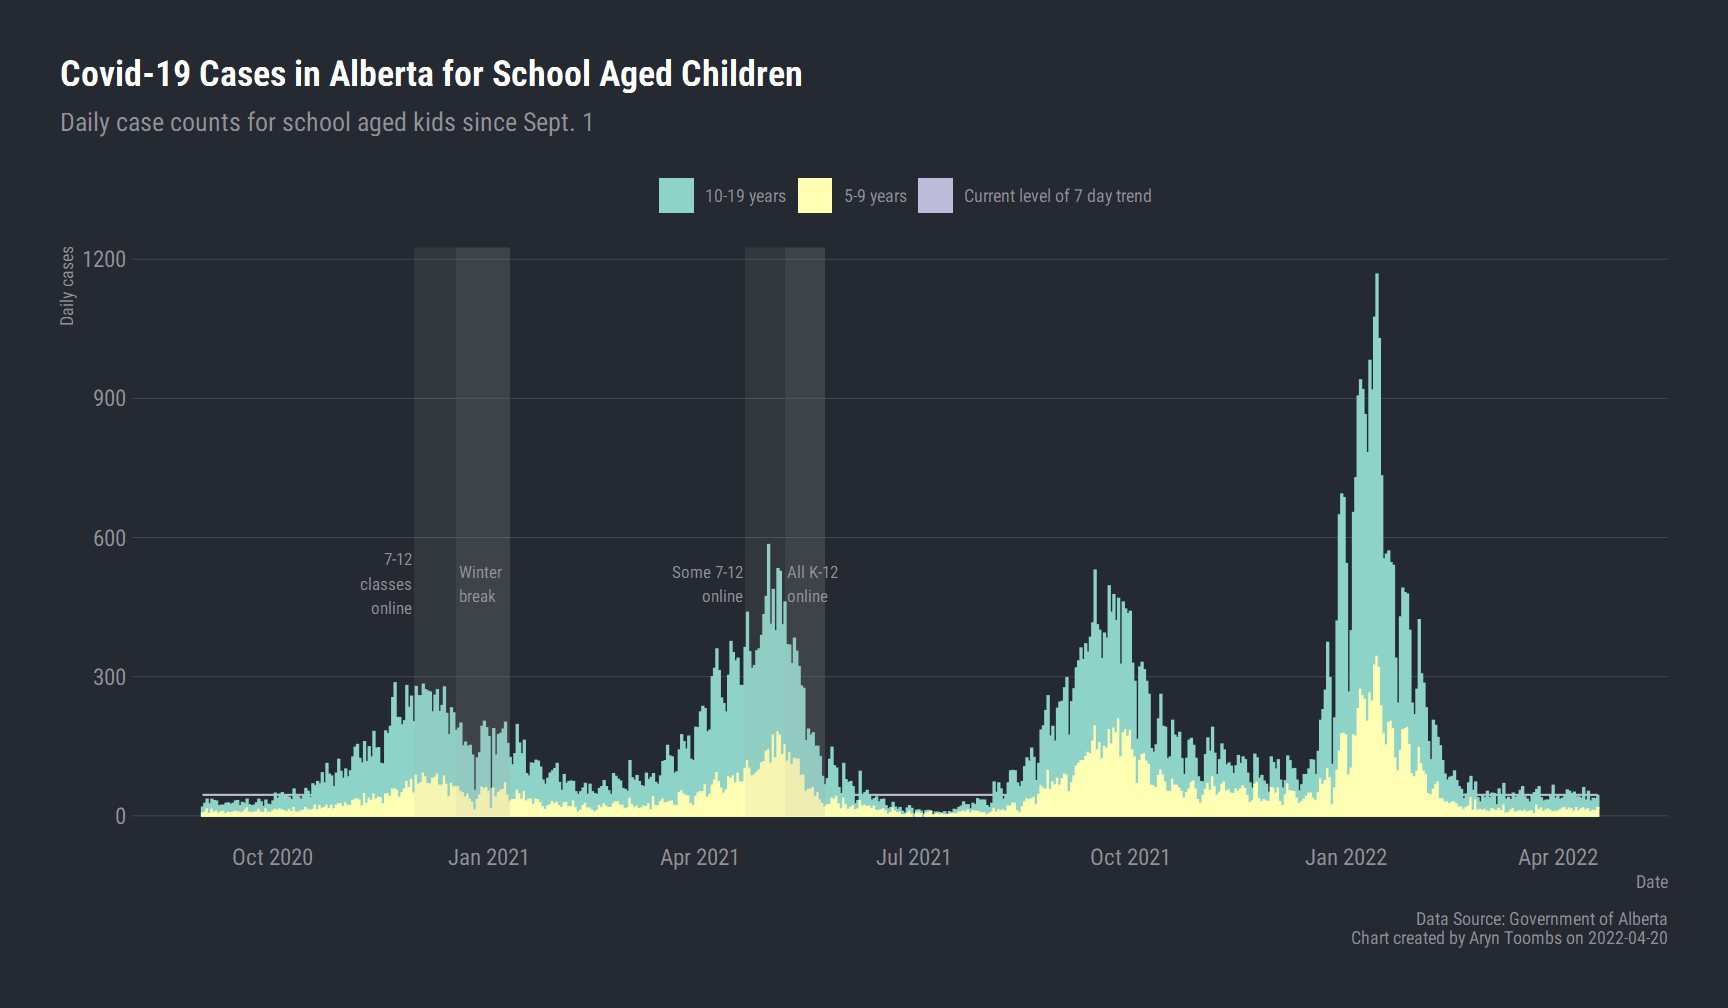 Covid-19 Cases in Alberta for School Aged Children
Daily case counts for school aged kids since Sept. 1
10-19 years
5-9 years
Current level of 7 day trend
Daily cases
1200
900
600
300
0
7-12
classes
online
Winter
break
Some 7-12
online
All K-12
online
Oct 2020
Jan 2021
Apr 2021
Jul 2021
Oct 2021
Jan 2022
Apr 2022
Date
Data Source: Government of Alberta
Chart created by Aryn Toombs on 2022-04-20